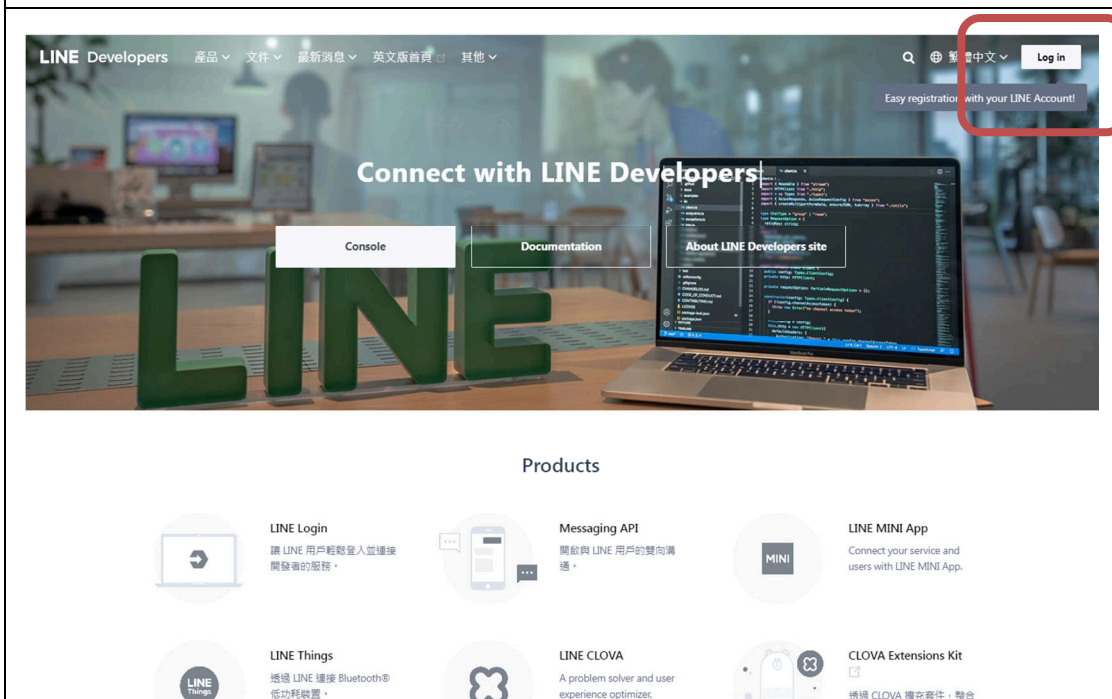 LINE Developers 產品 文件 最新消息 英文版首頁 其他 繁體中文 Log in
Easy registration with your LINE Account!
Connect with LINE Developers
Console Documentation About LINE Developers site
LINE
Products
LINE Login
讓 LINE 用戶輕鬆登入並連接
開發者的服務。
Messaging API
開啟與 LINE 用戶的雙向溝
通。
MINI
LINE MINI App
Connect your service and
users with LINE MINI App.
LINE
Things
LINE Things
透過 LINE 連接 Bluetooth®
低功耗裝置。
LINE CLOVA
A problem solver and user
experience optimizer.
CLOVA Extensions Kit
透過 CLOVA 擴充套件，整合